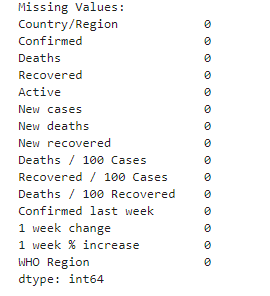 Missing Values:
Country/Region 0
Confirmed 0
Deaths 0
Recovered 0
Active 0
New cases 0
New deaths 0
New recovered 0
Deaths / 100 Cases 0
Recovered / 100 Cases 0
Deaths / 100 Recovered 0
Confirmed last week 0
1 week change 0
1 week % increase 0
WHO Region 0
dtype: int64